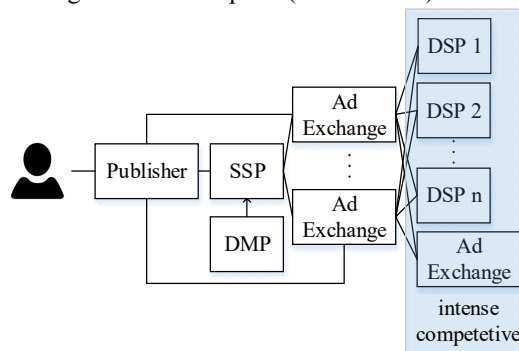 DSP 1
Ad
Exchange
DSP 2
Publisher
SSP
DSP n
Ad
Exchange
DMP
Ad
Exchange
intense
competetive